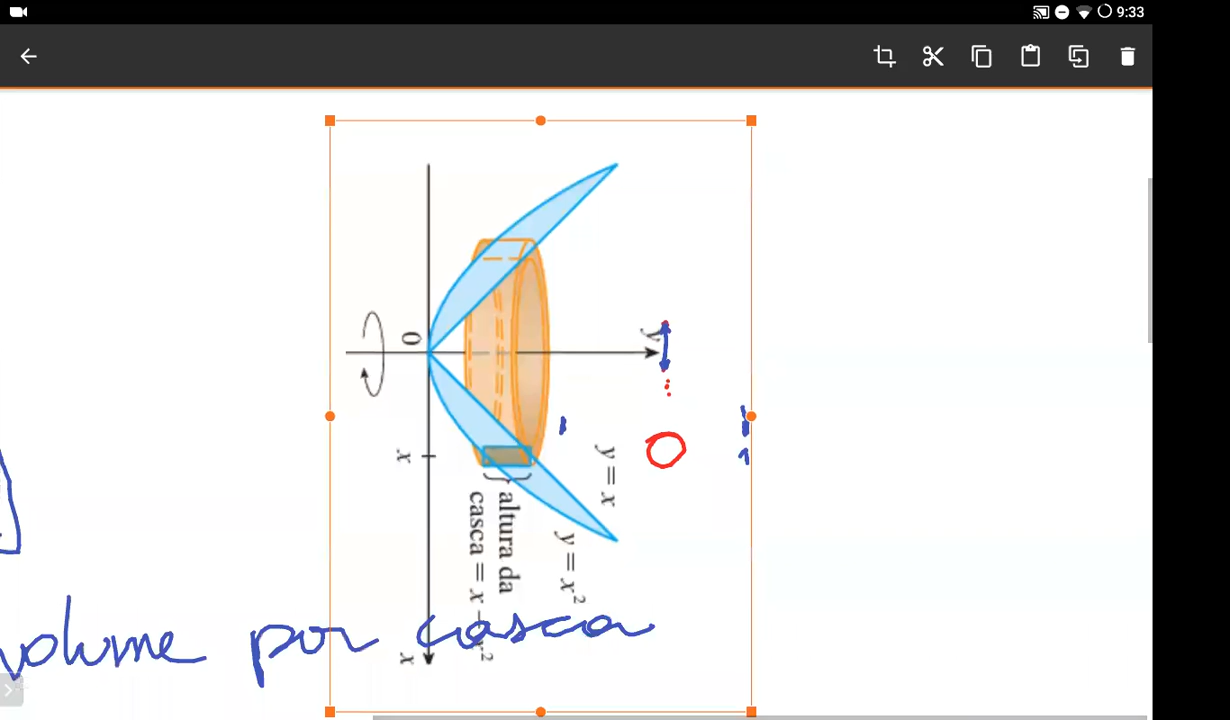 9:33
y
0
x
y = x
y = x²
altura da
casca = x − x²
x
volume por casca